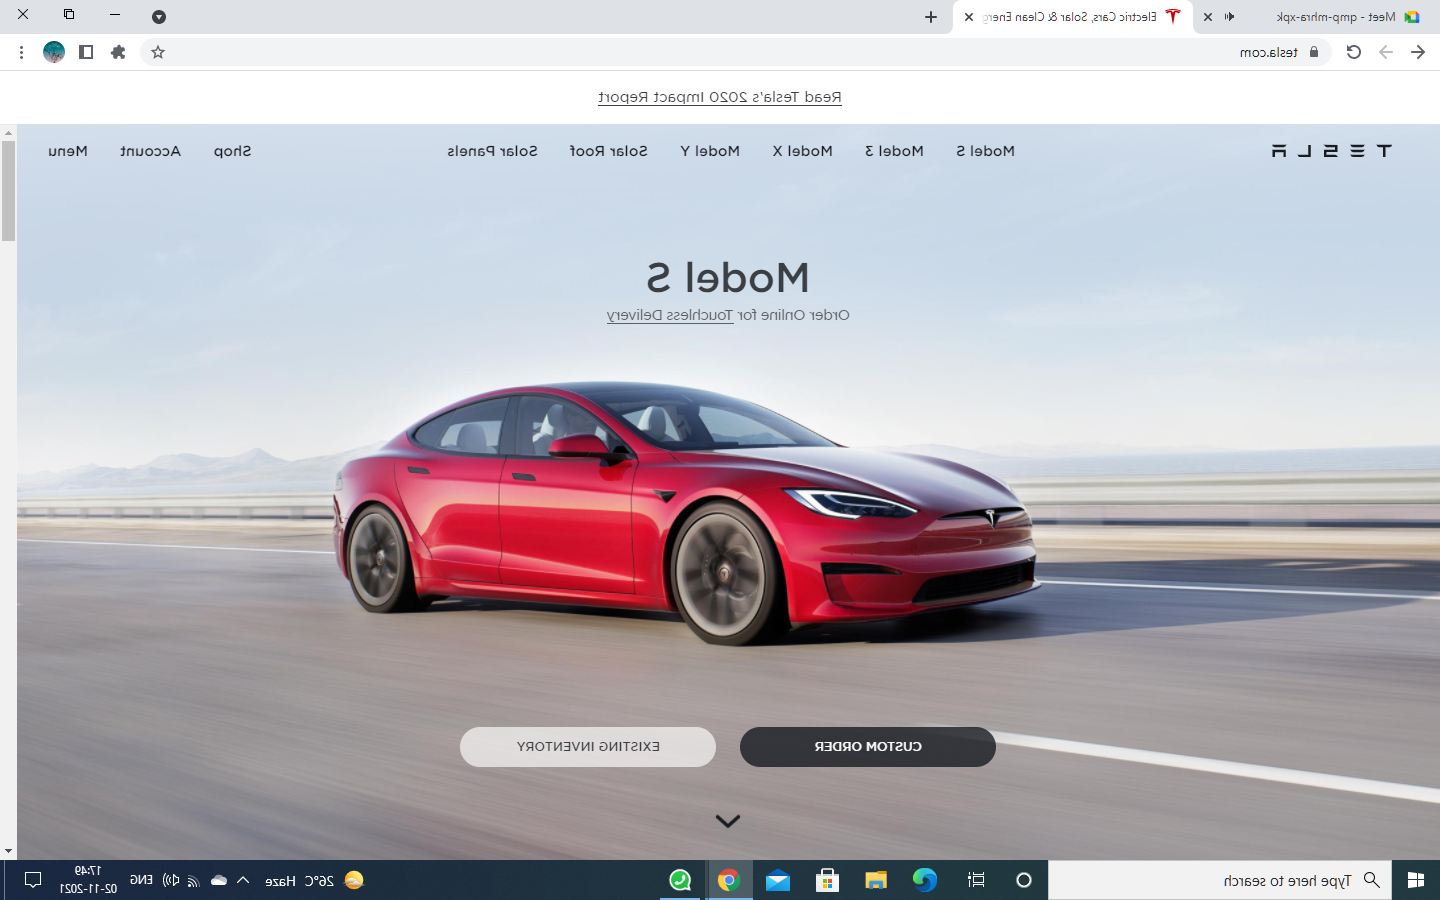 Meet - qmp-mhra-xpk
Electric Cars, Solar & Clean Energ
tesla.com
Read Tesla's 2020 Impact Report
TESLA
Model S Model 3 Model X Model Y Solar Roof Solar Panels Shop Account Menu
Model S
Order Online for Touchless Delivery
CUSTOM ORDER EXISTING INVENTORY
Type here to search
26°C Haze ENG
17:49
02-11-2021